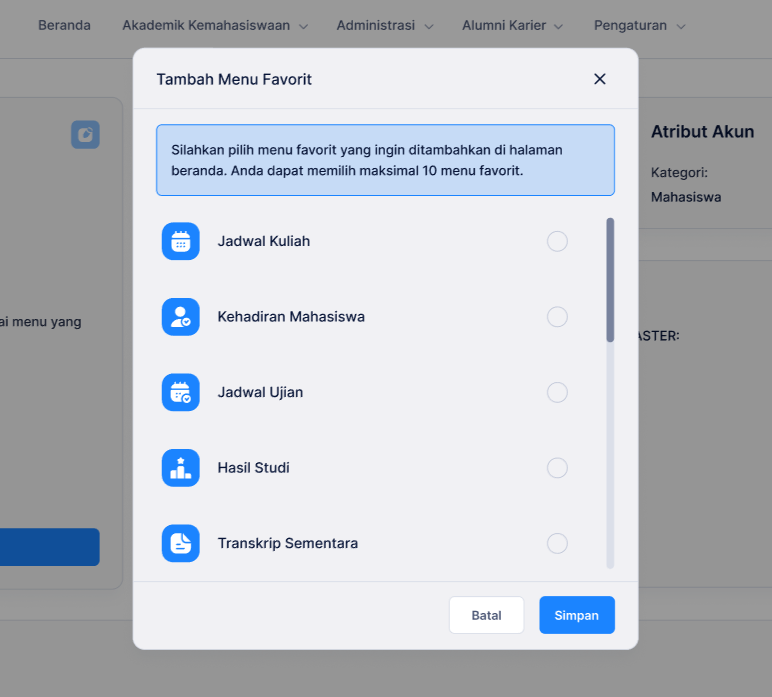 Beranda
Akademik Kemahasiswaan
Administrasi
Alumni Karier
Pengaturan
Tambah Menu Favorit
Silahkan pilih menu favorit yang ingin ditambahkan di halaman
beranda. Anda dapat memilih maksimal 10 menu favorit.
Jadwal Kuliah
Kehadiran Mahasiswa
Jadwal Ujian
Hasil Studi
Transkrip Sementara
Batal
Simpan
Atribut Akun
Kategori:
Mahasiswa
ai menu yang
ASTER: